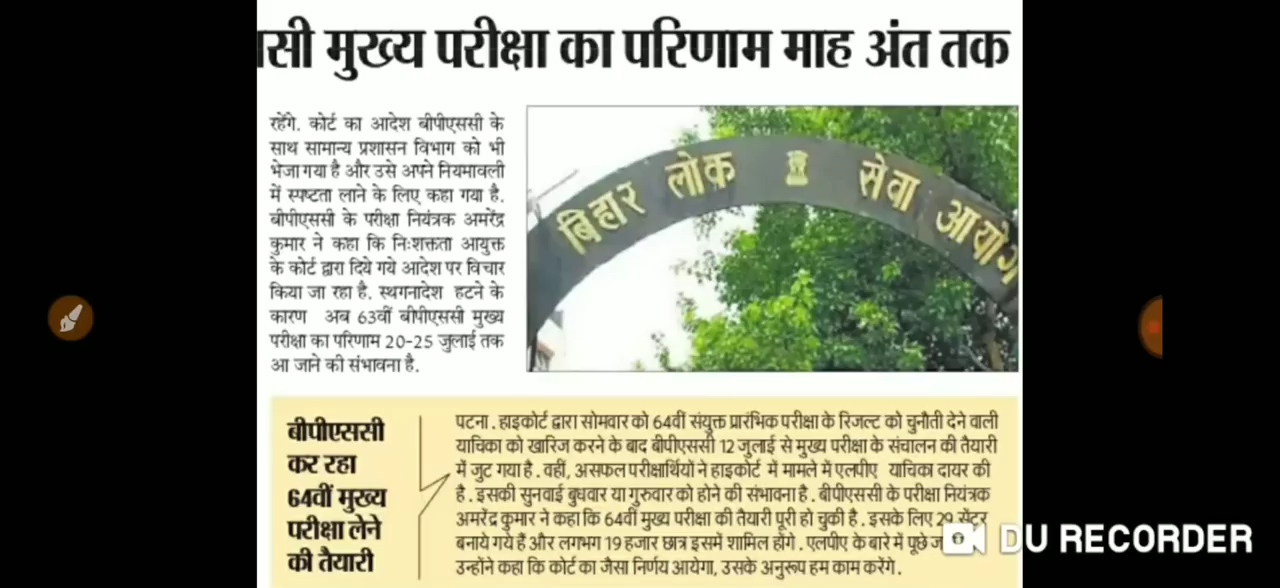 सी मुख्य परीक्षा का परिणाम माह अंत तक
रहेंगे. कोर्ट का आदेश बीपीएससी के
साथ सामान्य प्रशासन विभाग को भी
भेजा गया है और उसे अपने नियमावली
में स्पष्टता लाने के लिए कहा गया है.
बीपीएससी के परीक्षा नियंत्रक अमरेंद्र
कुमार ने कहा कि निःशक्तता आयुक्त
के कोर्ट द्वारा दिये गये आदेश पर विचार
किया जा रहा है. स्थगनादेश हटने के
कारण अब 63वीं बीपीएससी मुख्य
परीक्षा का परिणाम 20-25 जुलाई तक
आ जाने की संभावना है.
बिहार लोक सेवा आयोग
बीपीएससी
कर रहा
64वीं मुख्य
परीक्षा लेने
की तैयारी
पटना. हाइकोर्ट द्वारा सोमवार को 64वीं संयुक्त प्रारंभिक परीक्षा के रिजल्ट को चुनौती देने वाली
याचिका को खारिज करने के बाद बीपीएससी 12 जुलाई से मुख्य परीक्षा के संचालन की तैयारी
में जुट गया है. वहीं, असफल परीक्षार्थियों ने हाइकोर्ट में मामले में एलपीए याचिका दायर की
है. इसकी सुनवाई बुधवार या गुरुवार को होने की संभावना है. बीपीएससी के परीक्षा नियंत्रक
अमरेंद्र कुमार ने कहा कि 64वीं मुख्य परीक्षा की तैयारी पूरी हो चुकी है. इसके लिए 29 सेंटर
बनाये गये हैं और लगभग 19 हजार छात्र इसमें शामिल होंगे. एलपीए के बारे में पूछे
उन्होंने कहा कि कोर्ट का जैसा निर्णय आयेगा, उसके अनुरूप हम काम करेंगे.
DU RECORDER